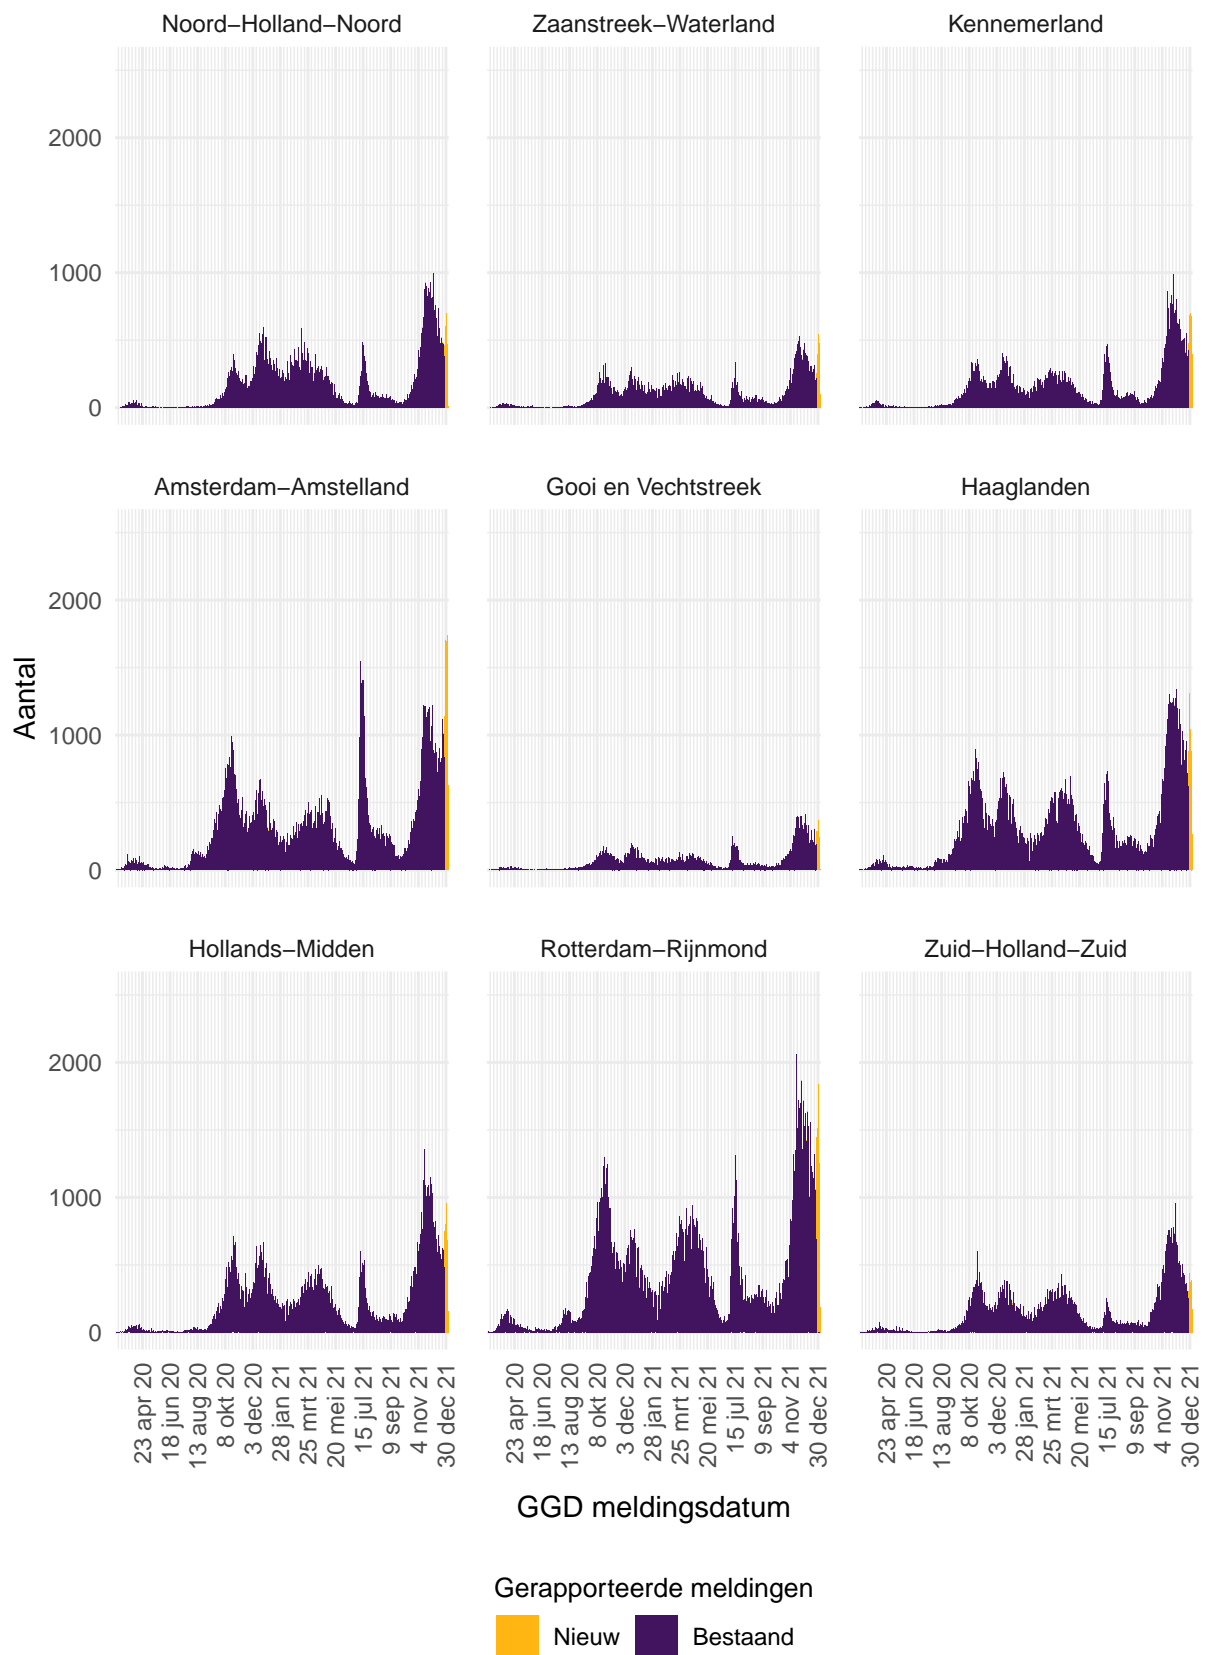 Noord−Holland−Noord
Zaanstreek−Waterland
Kennemerland
2000
1000
0
Amsterdam−Amstelland
Gooi en Vechtstreek
Haaglanden
2000
1000
0
Aantal
Hollands−Midden
Rotterdam−Rijnmond
Zuid−Holland−Zuid
2000
1000
0
23 apr 20
18 jun 20
13 aug 20
8 okt 20
3 dec 20
28 jan 21
25 mrt 21
20 mei 21
15 jul 21
9 sep 21
4 nov 21
30 dec 21
23 apr 20
18 jun 20
13 aug 20
8 okt 20
3 dec 20
28 jan 21
25 mrt 21
20 mei 21
15 jul 21
9 sep 21
4 nov 21
30 dec 21
23 apr 20
18 jun 20
13 aug 20
8 okt 20
3 dec 20
28 jan 21
25 mrt 21
20 mei 21
15 jul 21
9 sep 21
4 nov 21
30 dec 21
GGD meldingsdatum
Gerapporteerde meldingen
Nieuw
Bestaand